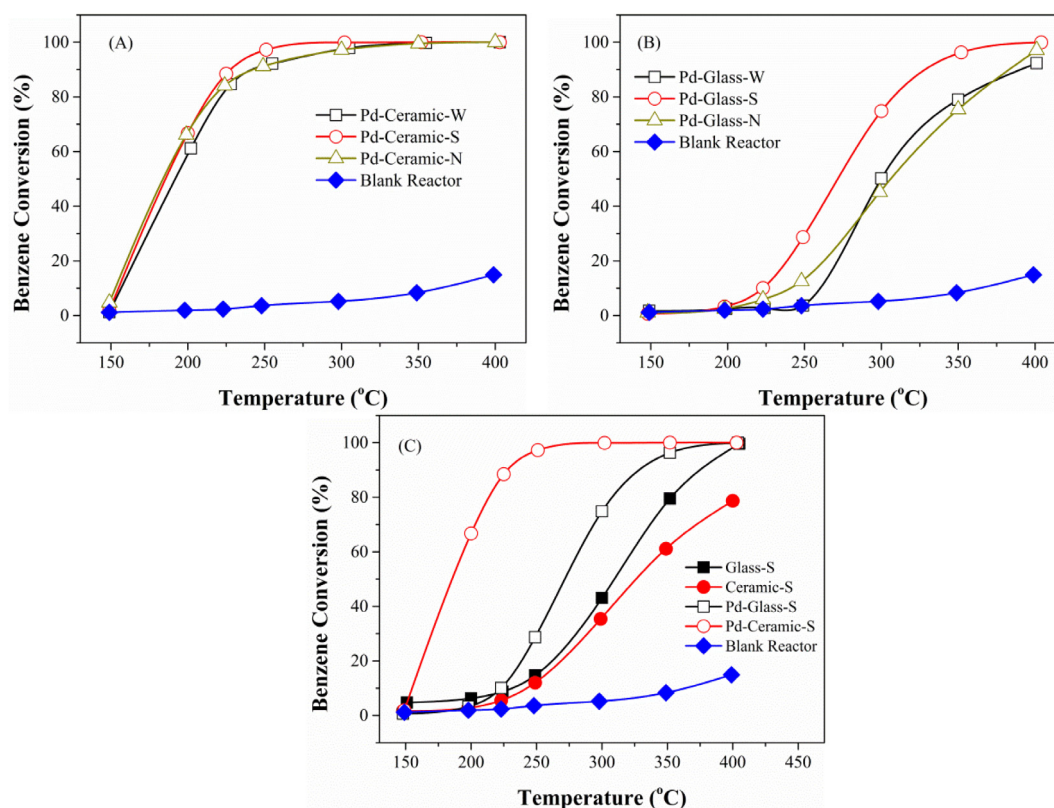 (A)
Benzene Conversion (%)
100
80
60
40
20
0
Pd-Ceramic-W
Pd-Ceramic-S
Pd-Ceramic-N
Blank Reactor
150 200 250 300 350 400
Temperature (°C)
(B)
Benzene Conversion (%)
100
80
60
40
20
0
Pd-Glass-W
Pd-Glass-S
Pd-Glass-N
Blank Reactor
150 200 250 300 350 400
Temperature (°C)
(C)
Benzene Conversion (%)
100
80
60
40
20
0
Glass-S
Ceramic-S
Pd-Glass-S
Pd-Ceramic-S
Blank Reactor
150 200 250 300 350 400 450
Temperature (°C)